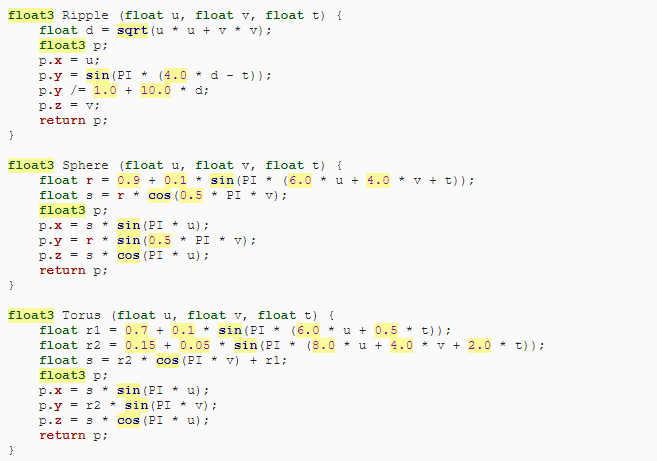 float3 Ripple (float u, float v, float t) {
    float d = sqrt(u * u + v * v);
    float3 p;
    p.x = u;
    p.y = sin(PI * (4.0 * d - t));
    p.y /= 1.0 + 10.0 * d;
    p.z = v;
    return p;
}
float3 Sphere (float u, float v, float t) {
    float r = 0.9 + 0.1 * sin(PI * (6.0 * u + 4.0 * v + t));
    float s = r * cos(0.5 * PI * v);
    float3 p;
    p.x = s * sin(PI * u);
    p.y = r * sin(0.5 * PI * v);
    p.z = s * cos(PI * u);
    return p;
}
float3 Torus (float u, float v, float t) {
    float r1 = 0.7 + 0.1 * sin(PI * (6.0 * u + 0.5 * t));
    float r2 = 0.15 + 0.05 * sin(PI * (8.0 * u + 4.0 * v + 2.0 * t));
    float s = r2 * cos(PI * v) + r1;
    float3 p;
    p.x = s * sin(PI * u);
    p.y = r2 * sin(PI * v);
    p.z = s * cos(PI * u);
    return p;
}